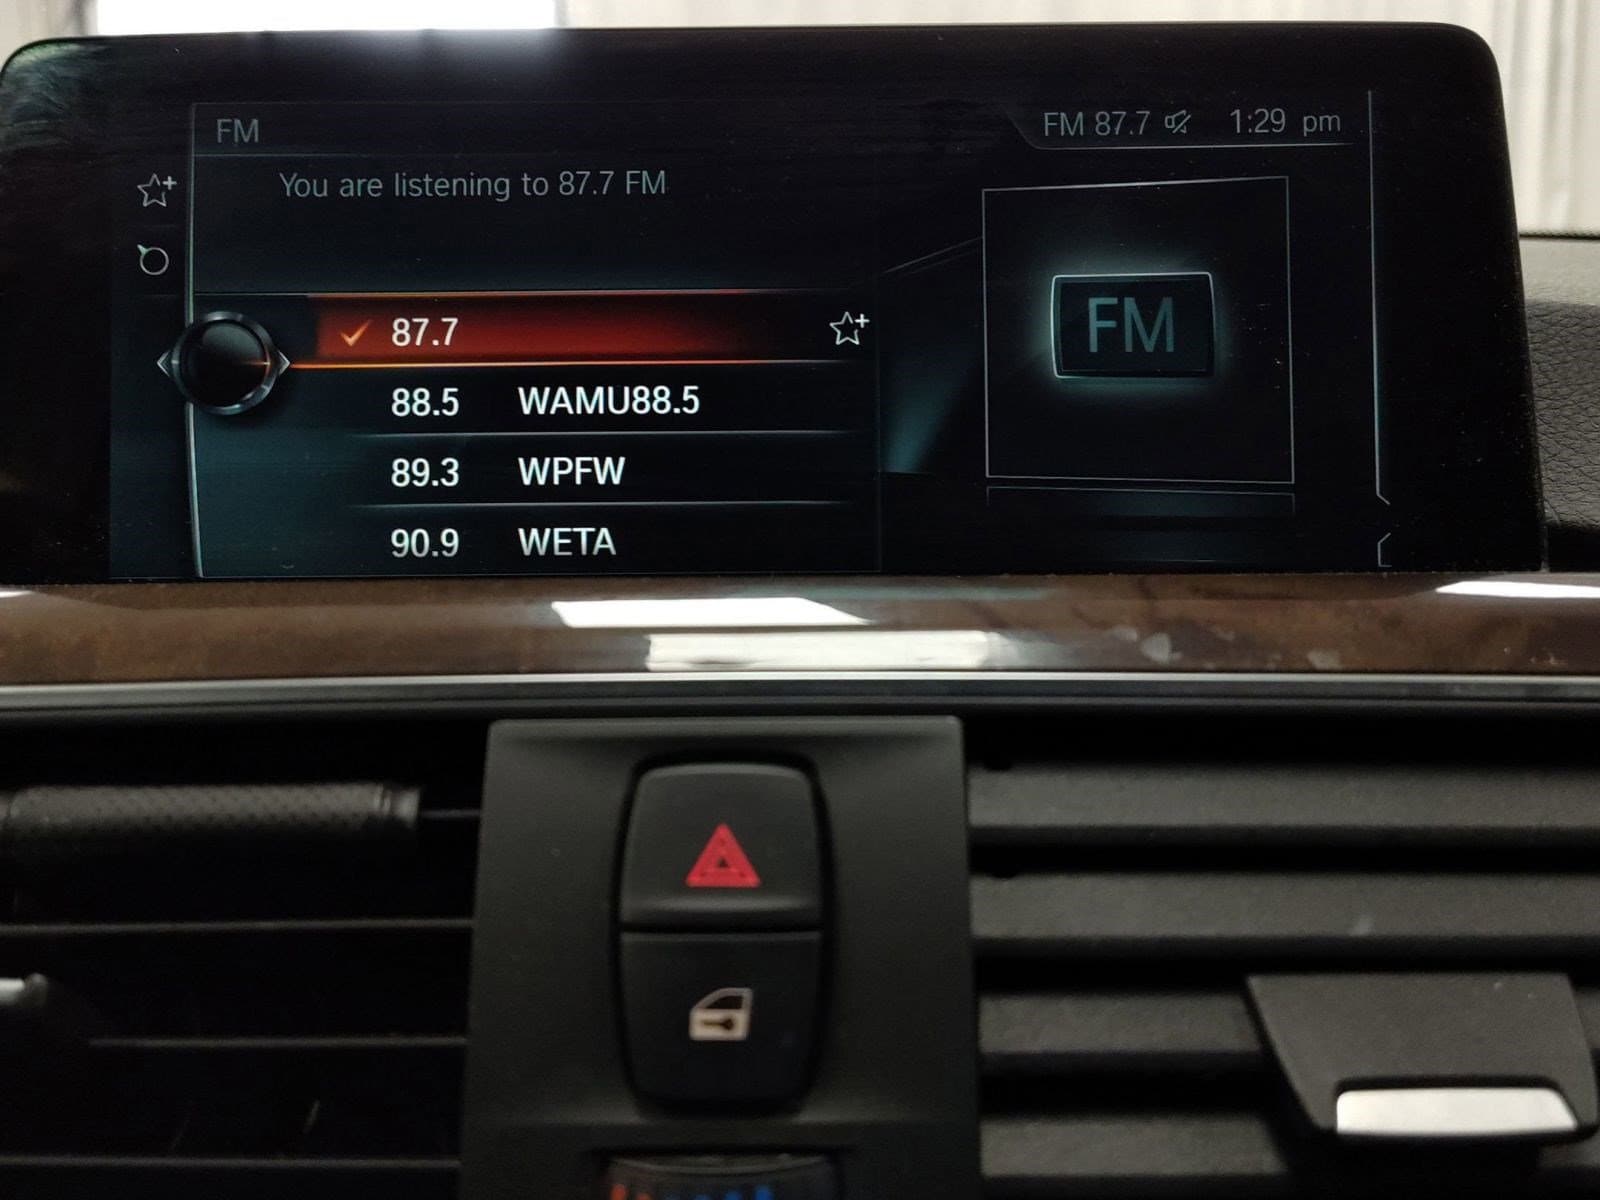 FM
FM 87.7 1:29 pm
You are listening to 87.7 FM
87.7
FM
88.5 WAMU88.5
89.3 WPFW
90.9 WETA